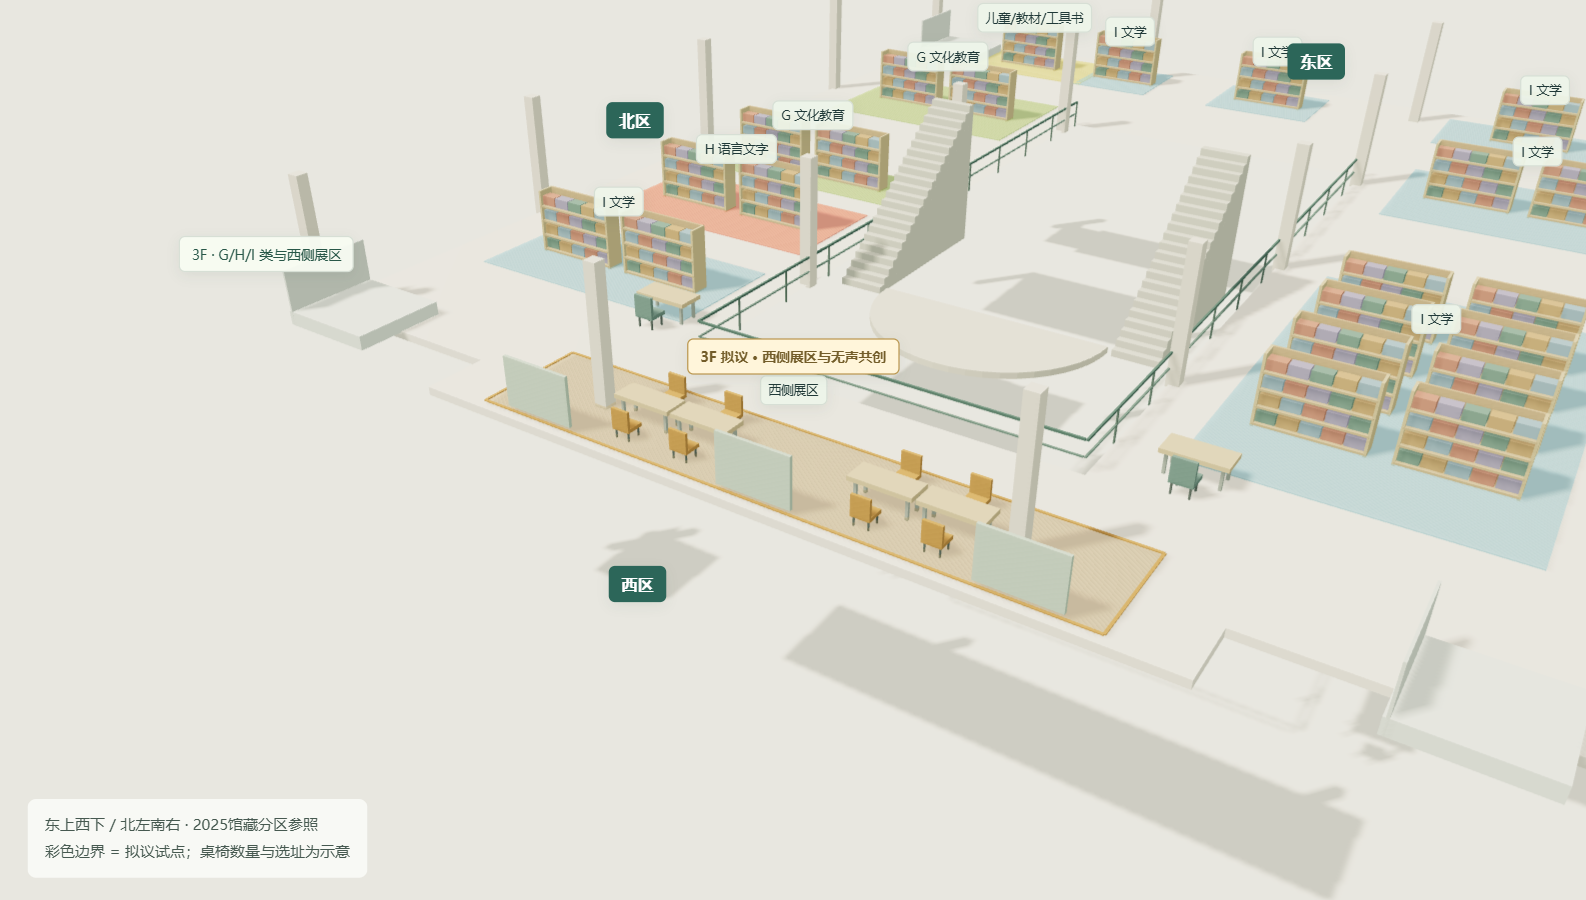 儿童/教材/工具书
I 文学
G 文化教育
I 文学
东区
I 文学
北区
G 文化教育
H 语言文字
I 文学
I 文学
3F · G/H/I 类与西侧展区
I 文学
3F 拟议 • 西侧展区与无声共创
西侧展区
西区
东上西下 / 北左南右 · 2025馆藏分区参照
彩色边界 = 拟议试点；桌椅数量与选址为示意